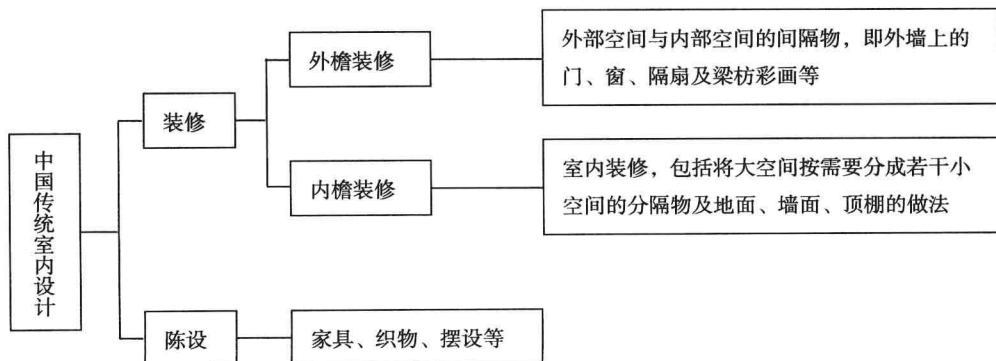 中国传统室内设计
装修
外檐装修
外部空间与内部空间的间隔物，即外墙上的
门、窗、隔扇及梁枋彩画等
内檐装修
室内装修，包括将大空间按需要分成若干小
空间的分隔物及地面、墙面、顶棚的做法
陈设
家具、织物、摆设等